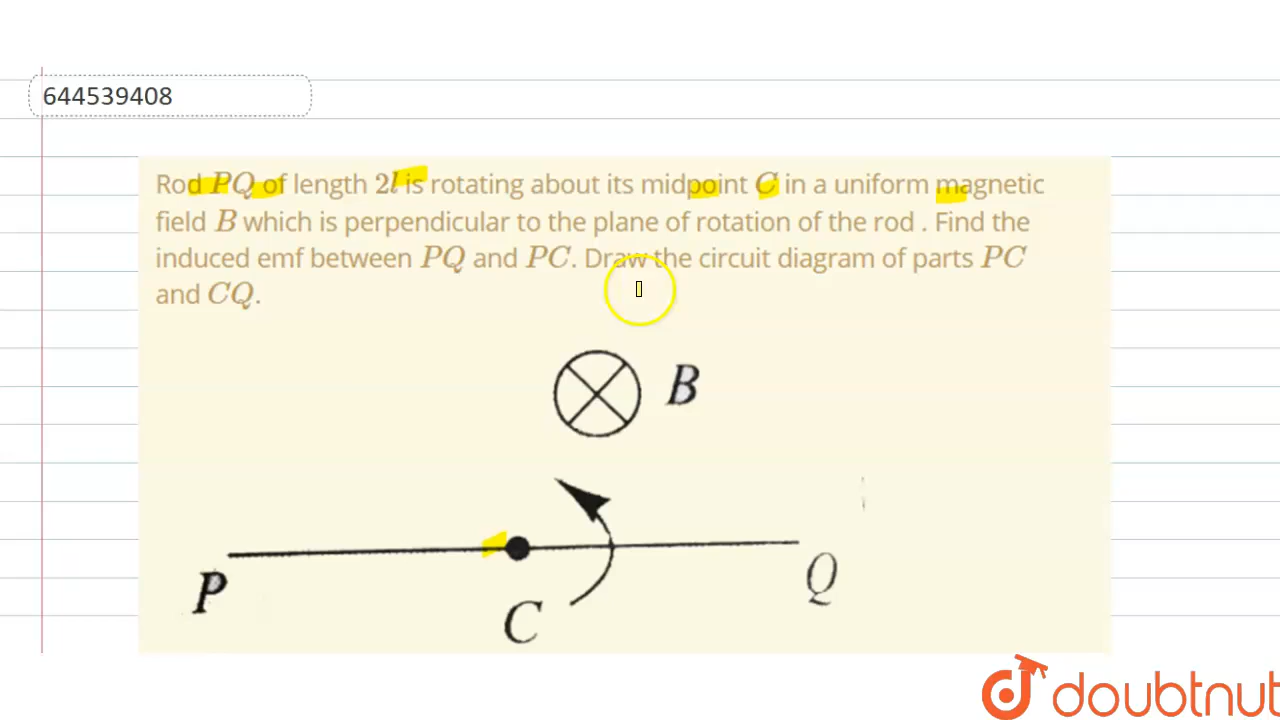 644539408
Rod PQ of length 2l is rotating about its midpoint C in a uniform magnetic
field B which is perpendicular to the plane of rotation of the rod . Find the
induced emf between PQ and PC. Draw the circuit diagram of parts PC
and CQ.
B
P
C
Q
doubtnut